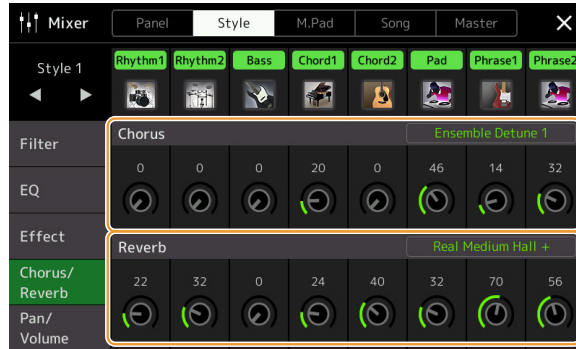 Mixer
Panel Style M.Pad Song Master
Style 1
Rhythm1 Rhythm2 Bass Chord1 Chord2 Pad Phrase1 Phrase2
Filter
EQ
Effect
Chorus/
Reverb
Pan/
Volume
Chorus Ensemble Detune 1
0 0 0 20 0 46 14 32
Reverb Real Medium Hall +
22 32 0 24 40 32 70 56